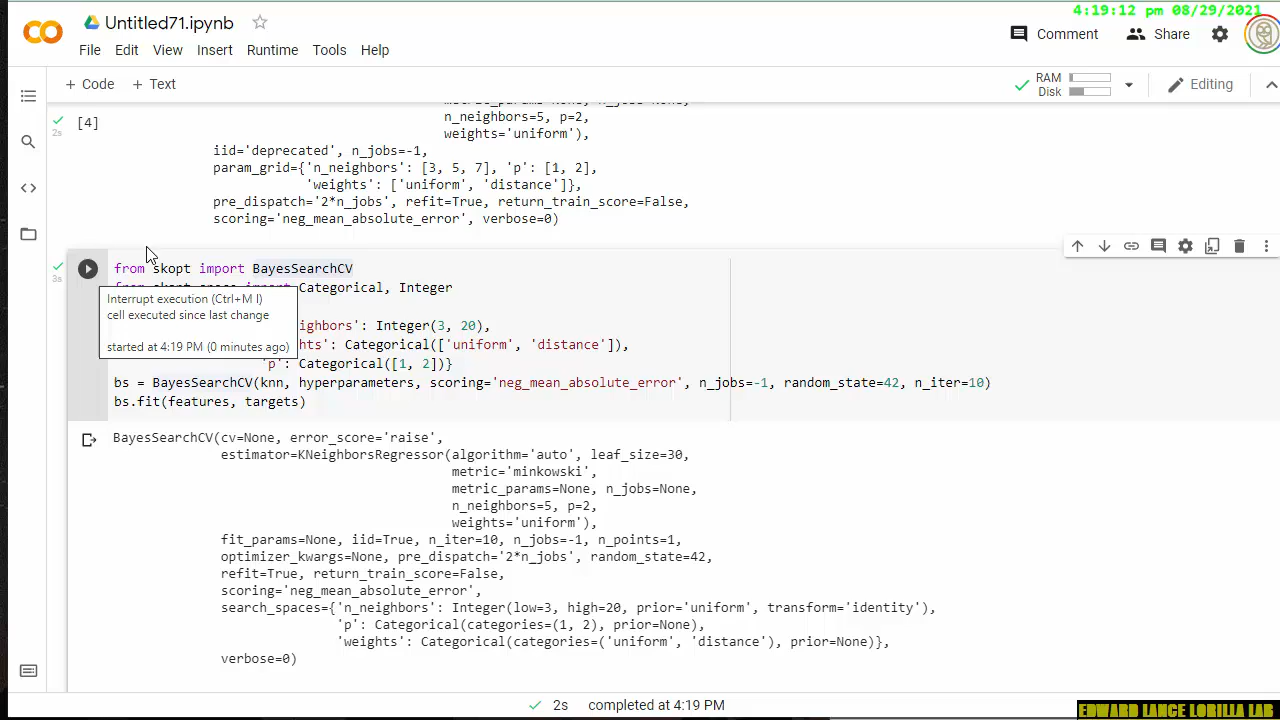 4:19:12 pm 08/29/2021
Untitled71.ipynb
File Edit View Insert Runtime Tools Help
Comment
Share
+ Code + Text
RAM
Disk
Editing
n_neighbors=5, p=2,
[4]
2s
weights='uniform'),
iid='deprecated', n_jobs=-1,
param_grid={'n_neighbors': [3, 5, 7], 'p': [1, 2],
'weights': ['uniform', 'distance']},
pre_dispatch='2*n_jobs', refit=True, return_train_score=False,
scoring='neg_mean_absolute_error', verbose=0)
3s
from skopt import BayesSearchCV
Categorical, Integer
Interrupt execution (Ctrl+M I)
cell executed since last change
started at 4:19 PM (0 minutes ago)
ighbors': Integer(3, 20),
hts': Categorical(['uniform', 'distance']),
'p': Categorical([1, 2])}
bs = BayesSearchCV(knn, hyperparameters, scoring='neg_mean_absolute_error', n_jobs=-1, random_state=42, n_iter=10)
bs.fit(features, targets)
BayesSearchCV(cv=None, error_score='raise',
estimator=KNeighborsRegressor(algorithm='auto', leaf_size=30,
metric='minkowski',
metric_params=None, n_jobs=None,
n_neighbors=5, p=2,
weights='uniform'),
fit_params=None, iid=True, n_iter=10, n_jobs=-1, n_points=1,
optimizer_kwargs=None, pre_dispatch='2*n_jobs', random_state=42,
refit=True, return_train_score=False,
scoring='neg_mean_absolute_error',
search_spaces={'n_neighbors': Integer(low=3, high=20, prior='uniform', transform='identity'),
'p': Categorical(categories=(1, 2), prior=None),
'weights': Categorical(categories=('uniform', 'distance'), prior=None)},
verbose=0)
2s completed at 4:19 PM
EDWARD LANCE LORILLA LAB